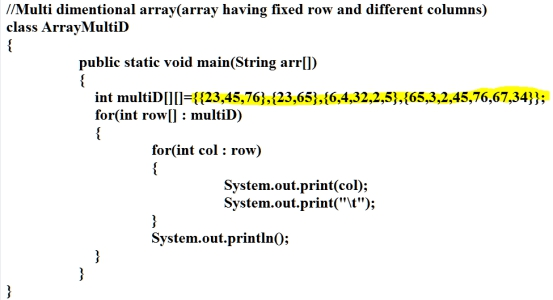 //Multi dimentional array(array having fixed row and different columns)
class ArrayMultiD
{
public static void main(String arr[])
{
int multiD[][]={{23,45,76},{23,65},{6,4,32,2,5},{65,3,2,45,76,67,34}};
for(int row[] : multiD)
{
for(int col : row)
{
System.out.print(col);
System.out.print("\t");
}
System.out.println();
}
}
}